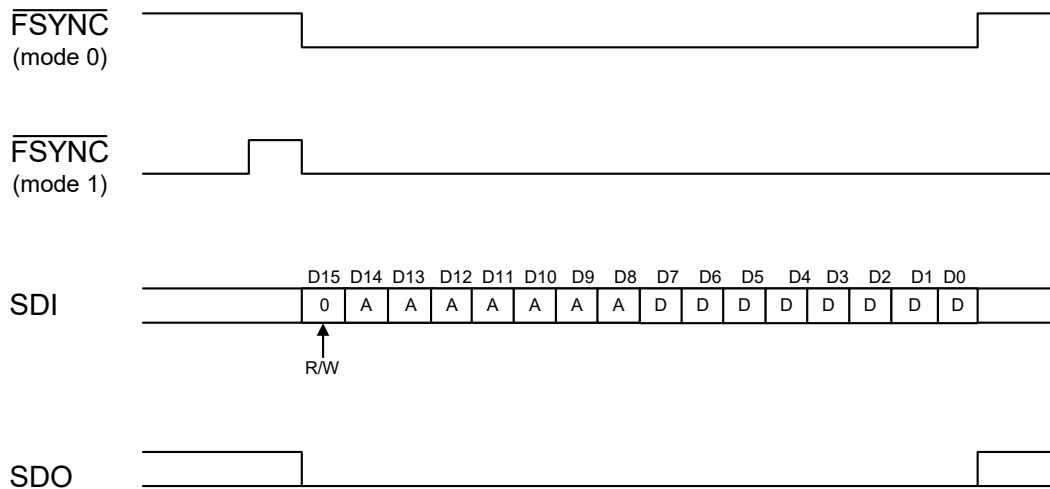 FSYNC
(mode 0)
FSYNC
(mode 1)
D15 D14 D13 D12 D11 D10 D9 D8 D7 D6 D5 D4 D3 D2 D1 D0
SDI
0 A A A A A A A D D D D D D D D
R/W
SDO